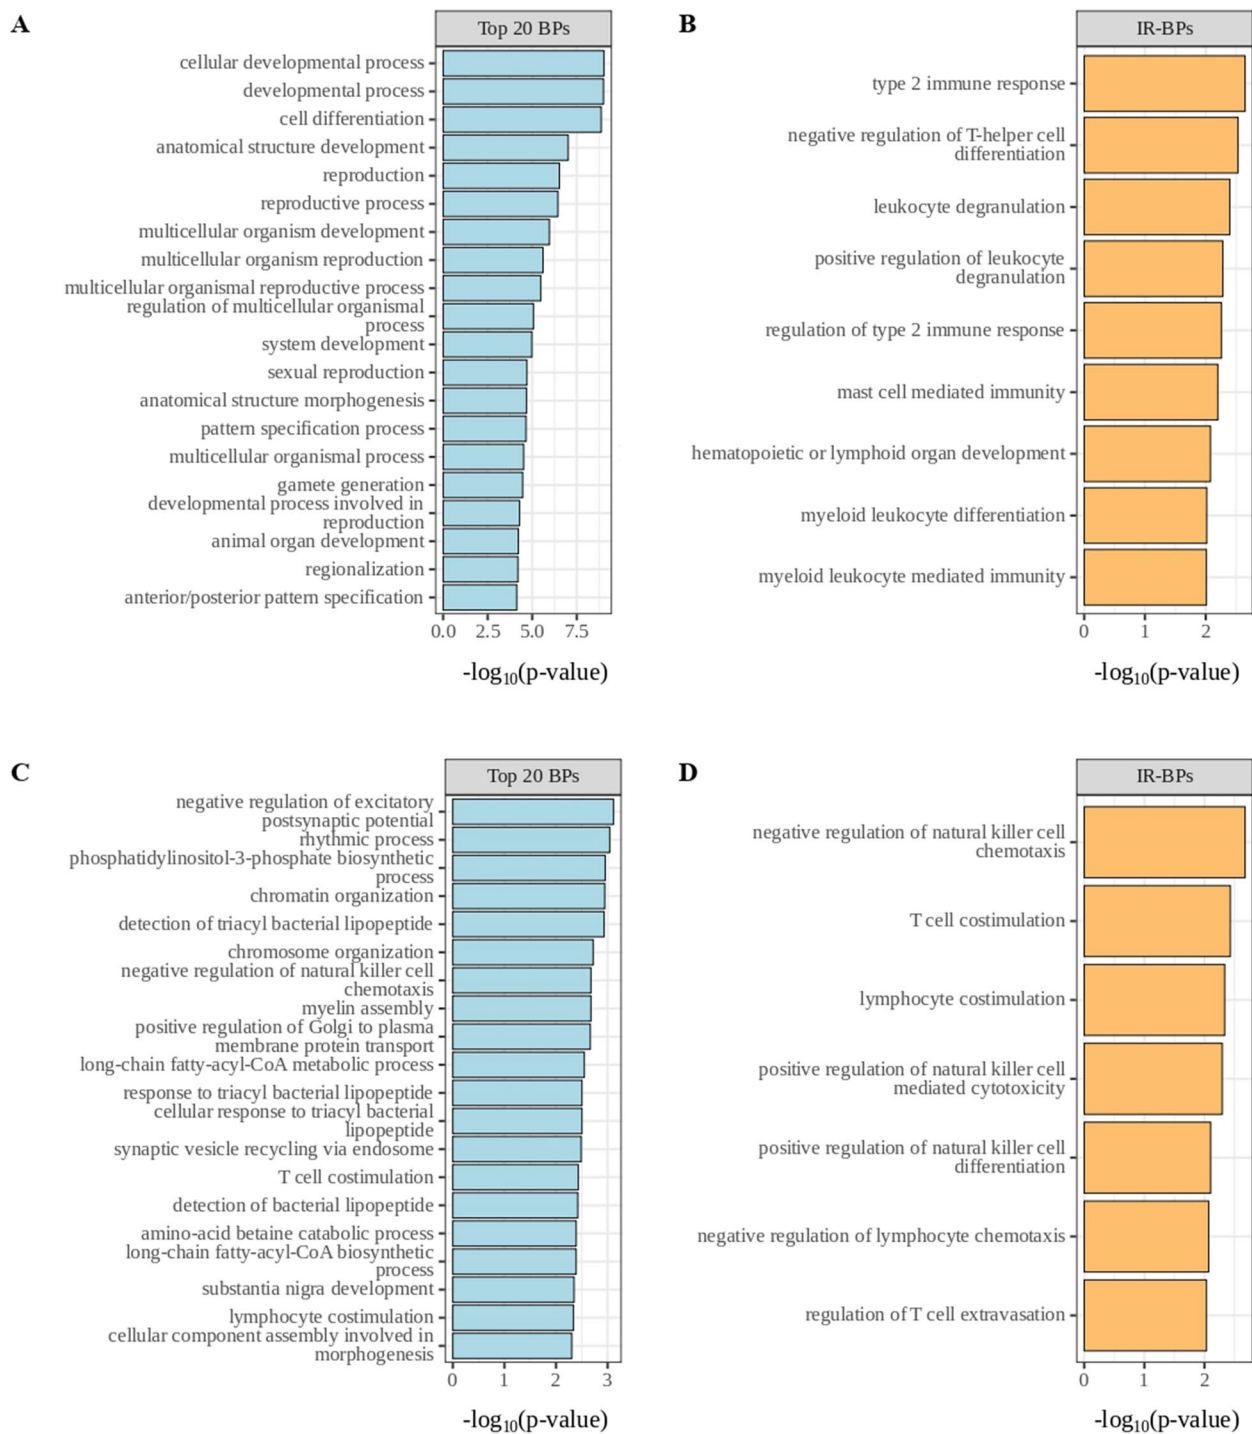 A
Top 20 BPs
cellular developmental process
developmental process
cell differentiation
anatomical structure development
reproduction
reproductive process
multicellular organism development
multicellular organism reproduction
multicellular organismal reproductive process
regulation of multicellular organismal
process
system development
sexual reproduction
anatomical structure morphogenesis
pattern specification process
multicellular organismal process
gamete generation
developmental process involved in
reproduction
animal organ development
regionalization
anterior/posterior pattern specification
0.0 2.5 5.0 7.5
-log10(p-value)
B
IR-BPs
type 2 immune response
negative regulation of T-helper cell
differentiation
leukocyte degranulation
positive regulation of leukocyte
degranulation
regulation of type 2 immune response
mast cell mediated immunity
hematopoietic or lymphoid organ development
myeloid leukocyte differentiation
myeloid leukocyte mediated immunity
0 1 2
-log10(p-value)
C
Top 20 BPs
negative regulation of excitatory
postsynaptic potential
rhythmic process
phosphatidylinositol-3-phosphate biosynthetic
process
chromatin organization
detection of triacyl bacterial lipopeptide
chromosome organization
negative regulation of natural killer cell
chemotaxis
myelin assembly
positive regulation of Golgi to plasma
membrane protein transport
long-chain fatty-acyl-CoA metabolic process
response to triacyl bacterial lipopeptide
cellular response to triacyl bacterial
lipopeptide
synaptic vesicle recycling via endosome
T cell costimulation
detection of bacterial lipopeptide
amino-acid betaine catabolic process
long-chain fatty-acyl-CoA biosynthetic
process
substantia nigra development
lymphocyte costimulation
cellular component assembly involved in
morphogenesis
0 1 2 3
-log10(p-value)
D
IR-BPs
negative regulation of natural killer cell
chemotaxis
T cell costimulation
lymphocyte costimulation
positive regulation of natural killer cell
mediated cytotoxicity
positive regulation of natural killer cell
differentiation
negative regulation of lymphocyte chemotaxis
regulation of T cell extravasation
0 1 2
-log10(p-value)